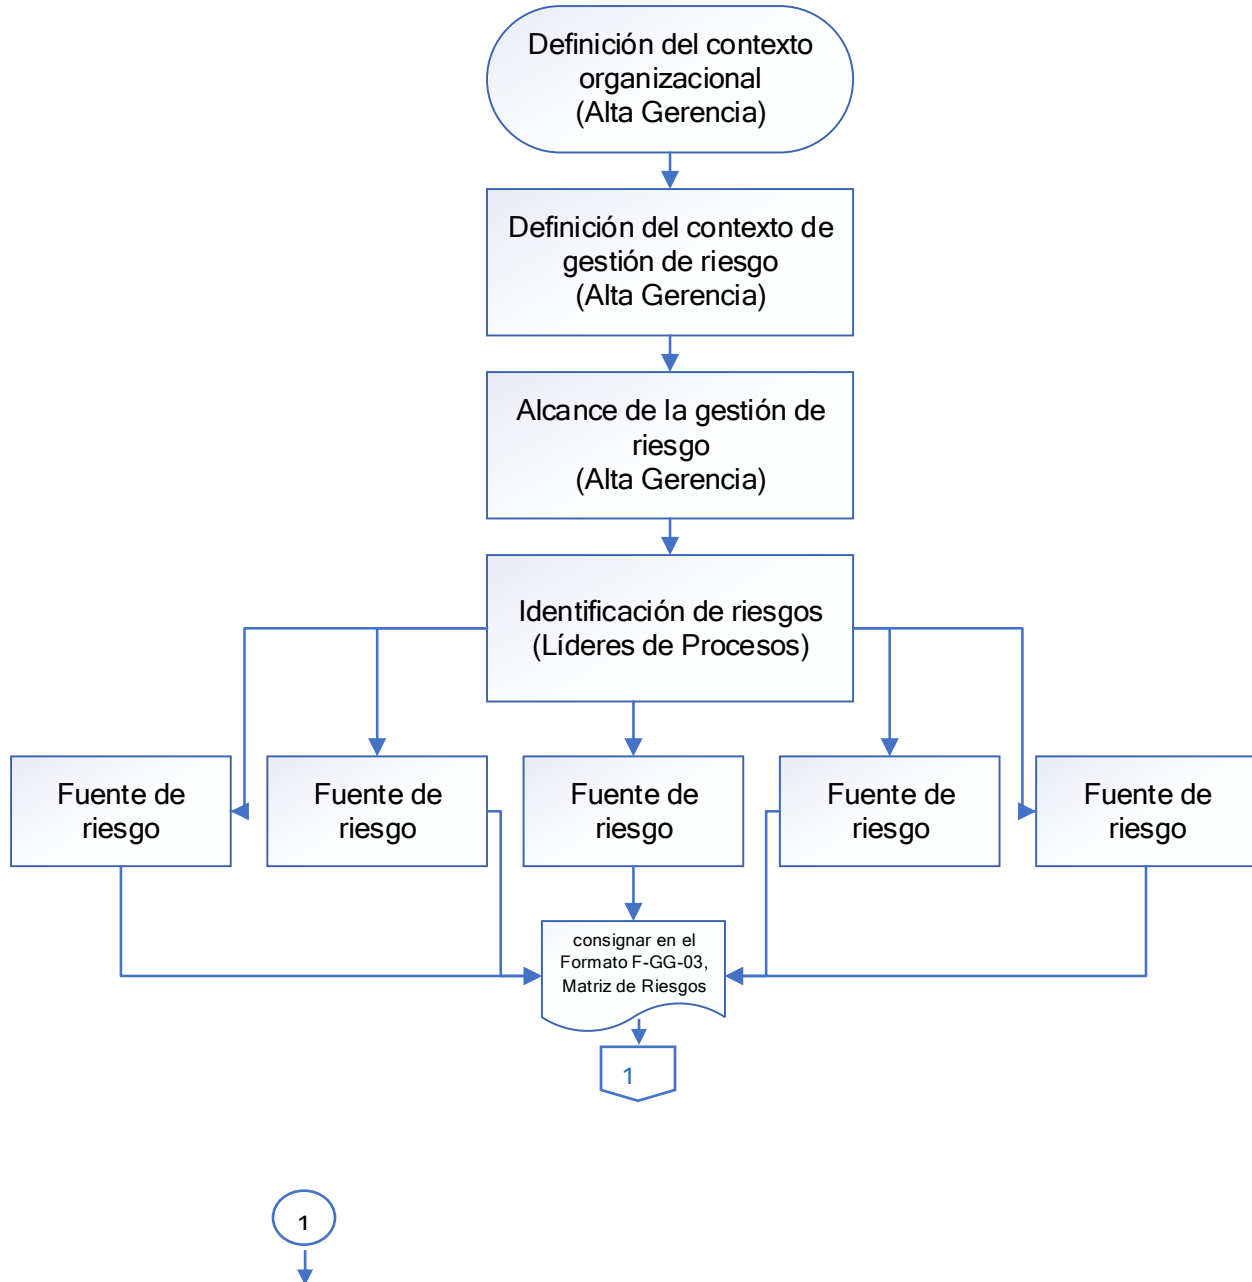 Definición del contexto
organizacional
(Alta Gerencia)
Definición del contexto de
gestión de riesgo
(Alta Gerencia)
Alcance de la gestión de
riesgo
(Alta Gerencia)
Identificación de riesgos
(Líderes de Procesos)
Fuente de
riesgo
Fuente de
riesgo
Fuente de
riesgo
Fuente de
riesgo
Fuente de
riesgo
consignar en el
Formato F-GG-03,
Matriz de Riesgos
1
1